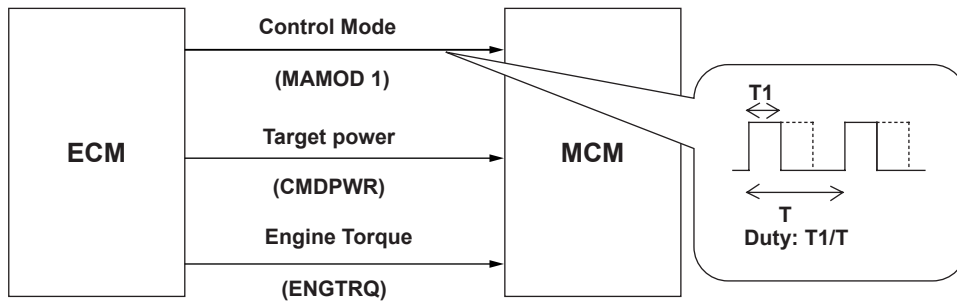 Control Mode
(MAMOD 1)
ECM
Target power
(CMDPWR)
MCM
Engine Torque
(ENGTRQ)
T1
T
Duty: T1/T